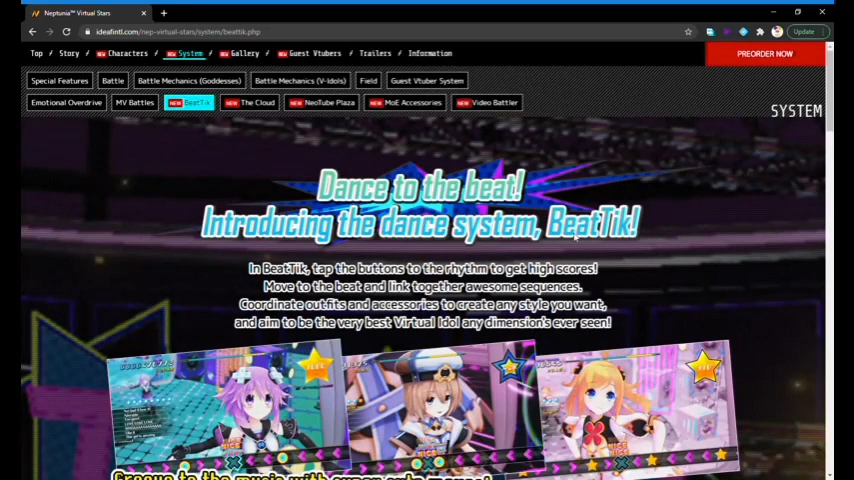 Neptunia™ Virtual Stars
ideafintl.com/nep-virtual-stars/system/beattik.php
Update
Top / Story / NEW Characters / NEW System / NEW Gallery / NEW Guest Vtubers / Trailers / Information
PREORDER NOW
Special Features Battle Battle Mechanics (Goddesses) Battle Mechanics (V-Idols) Field Guest Vtuber System
Emotional Overdrive MV Battles NEW BeatTik NEW The Cloud NEW NeoTube Plaza NEW MoE Accessories NEW Video Battler
SYSTEM
Dance to the beat!
Introducing the dance system, BeatTik!
In BeatTik, tap the buttons to the rhythm to get high scores!
Move to the beat and link together awesome sequences.
Coordinate outfits and accessories to create any style you want,
and aim to be the very best Virtual Idol any dimension's ever seen!
NICE
NICE
NICE